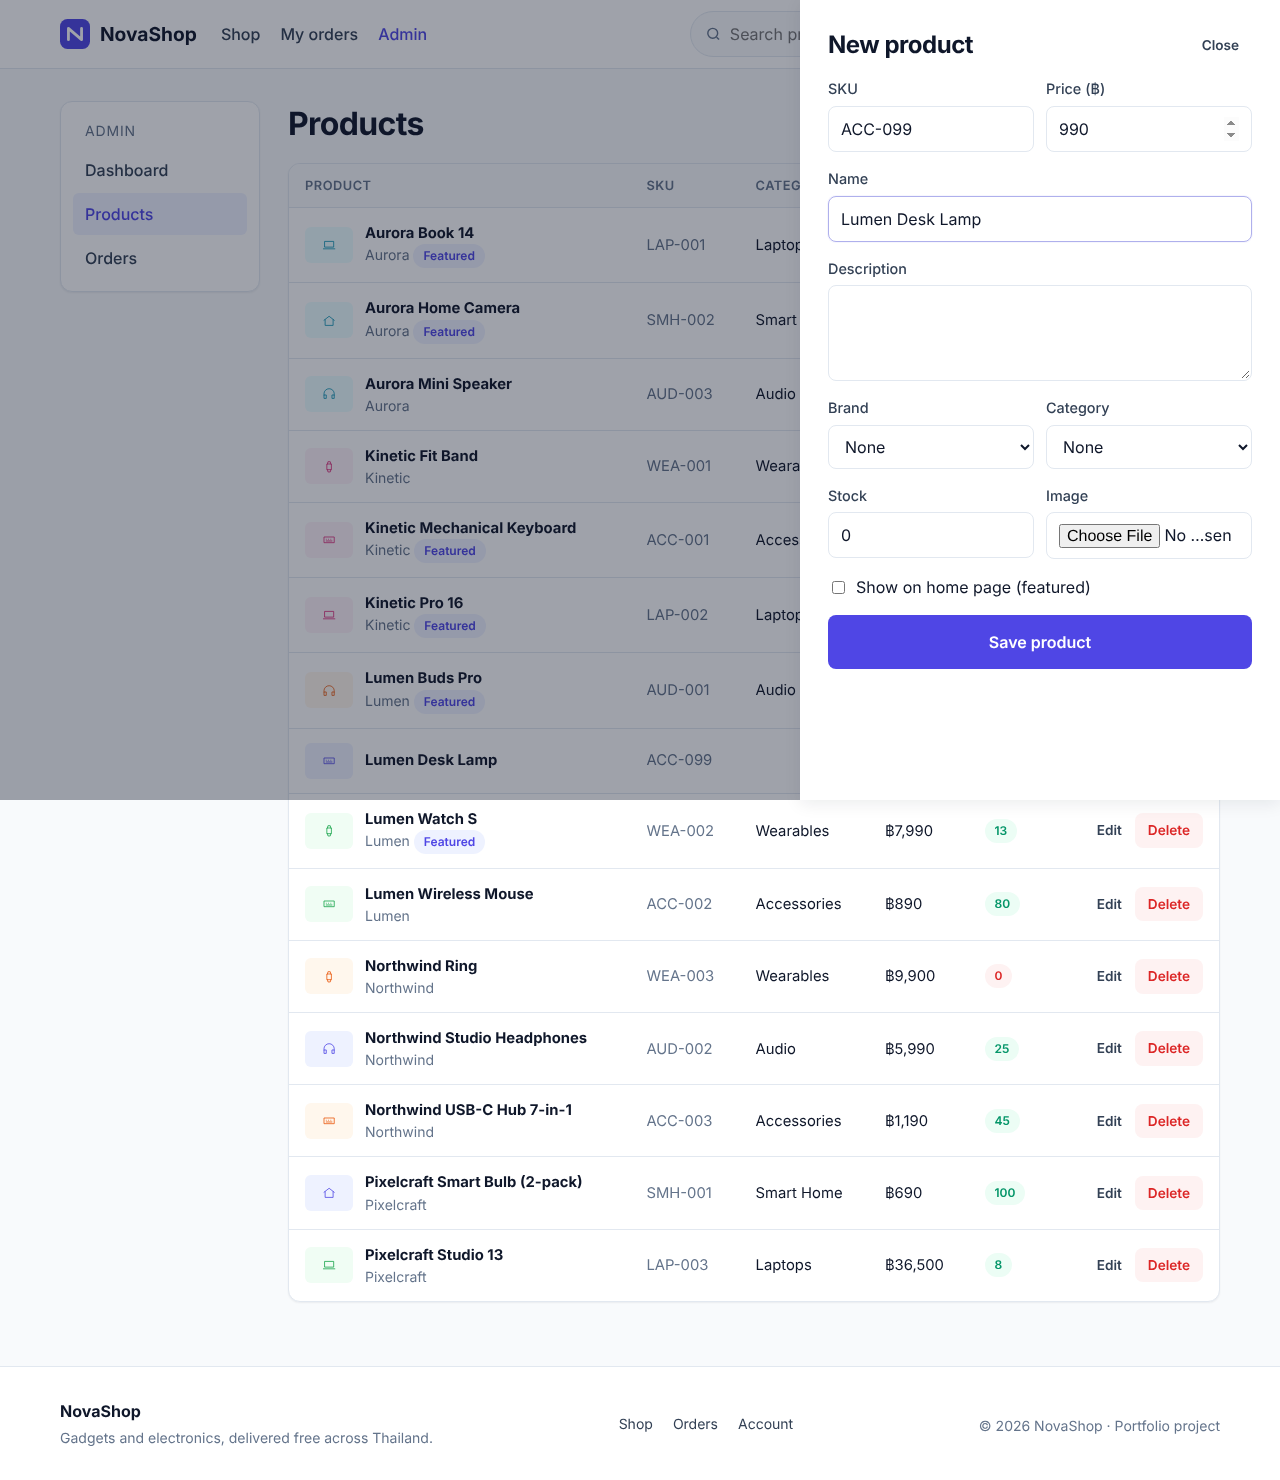 NovaShop Shop My orders Admin Search pr
ADMIN
Dashboard
Products
Orders
Products
PRODUCT SKU CATEG
Aurora Book 14
Aurora Featured LAP-001 Laptop
Aurora Home Camera
Aurora Featured SMH-002 Smart
Aurora Mini Speaker
Aurora AUD-003 Audio
Kinetic Fit Band
Kinetic WEA-001 Weara
Kinetic Mechanical Keyboard
Kinetic Featured ACC-001 Acces
Kinetic Pro 16
Kinetic Featured LAP-002 Laptop
Lumen Buds Pro
Lumen Featured AUD-001 Audio
Lumen Desk Lamp ACC-099
Lumen Watch S
Lumen Featured WEA-002 Wearables ฿7,990 13 Edit Delete
Lumen Wireless Mouse
Lumen ACC-002 Accessories ฿890 80 Edit Delete
Northwind Ring
Northwind WEA-003 Wearables ฿9,900 0 Edit Delete
Northwind Studio Headphones
Northwind AUD-002 Audio ฿5,990 25 Edit Delete
Northwind USB-C Hub 7-in-1
Northwind ACC-003 Accessories ฿1,190 45 Edit Delete
Pixelcraft Smart Bulb (2-pack)
Pixelcraft SMH-001 Smart Home ฿690 100 Edit Delete
Pixelcraft Studio 13
Pixelcraft LAP-003 Laptops ฿36,500 8 Edit Delete
New product Close
SKU Price (฿)
ACC-099 990
Name
Lumen Desk Lamp
Description
Brand Category
None None
Stock Image
0 Choose File No ...sen
Show on home page (featured)
Save product
NovaShop
Gadgets and electronics, delivered free across Thailand.
Shop Orders Account
© 2026 NovaShop · Portfolio project